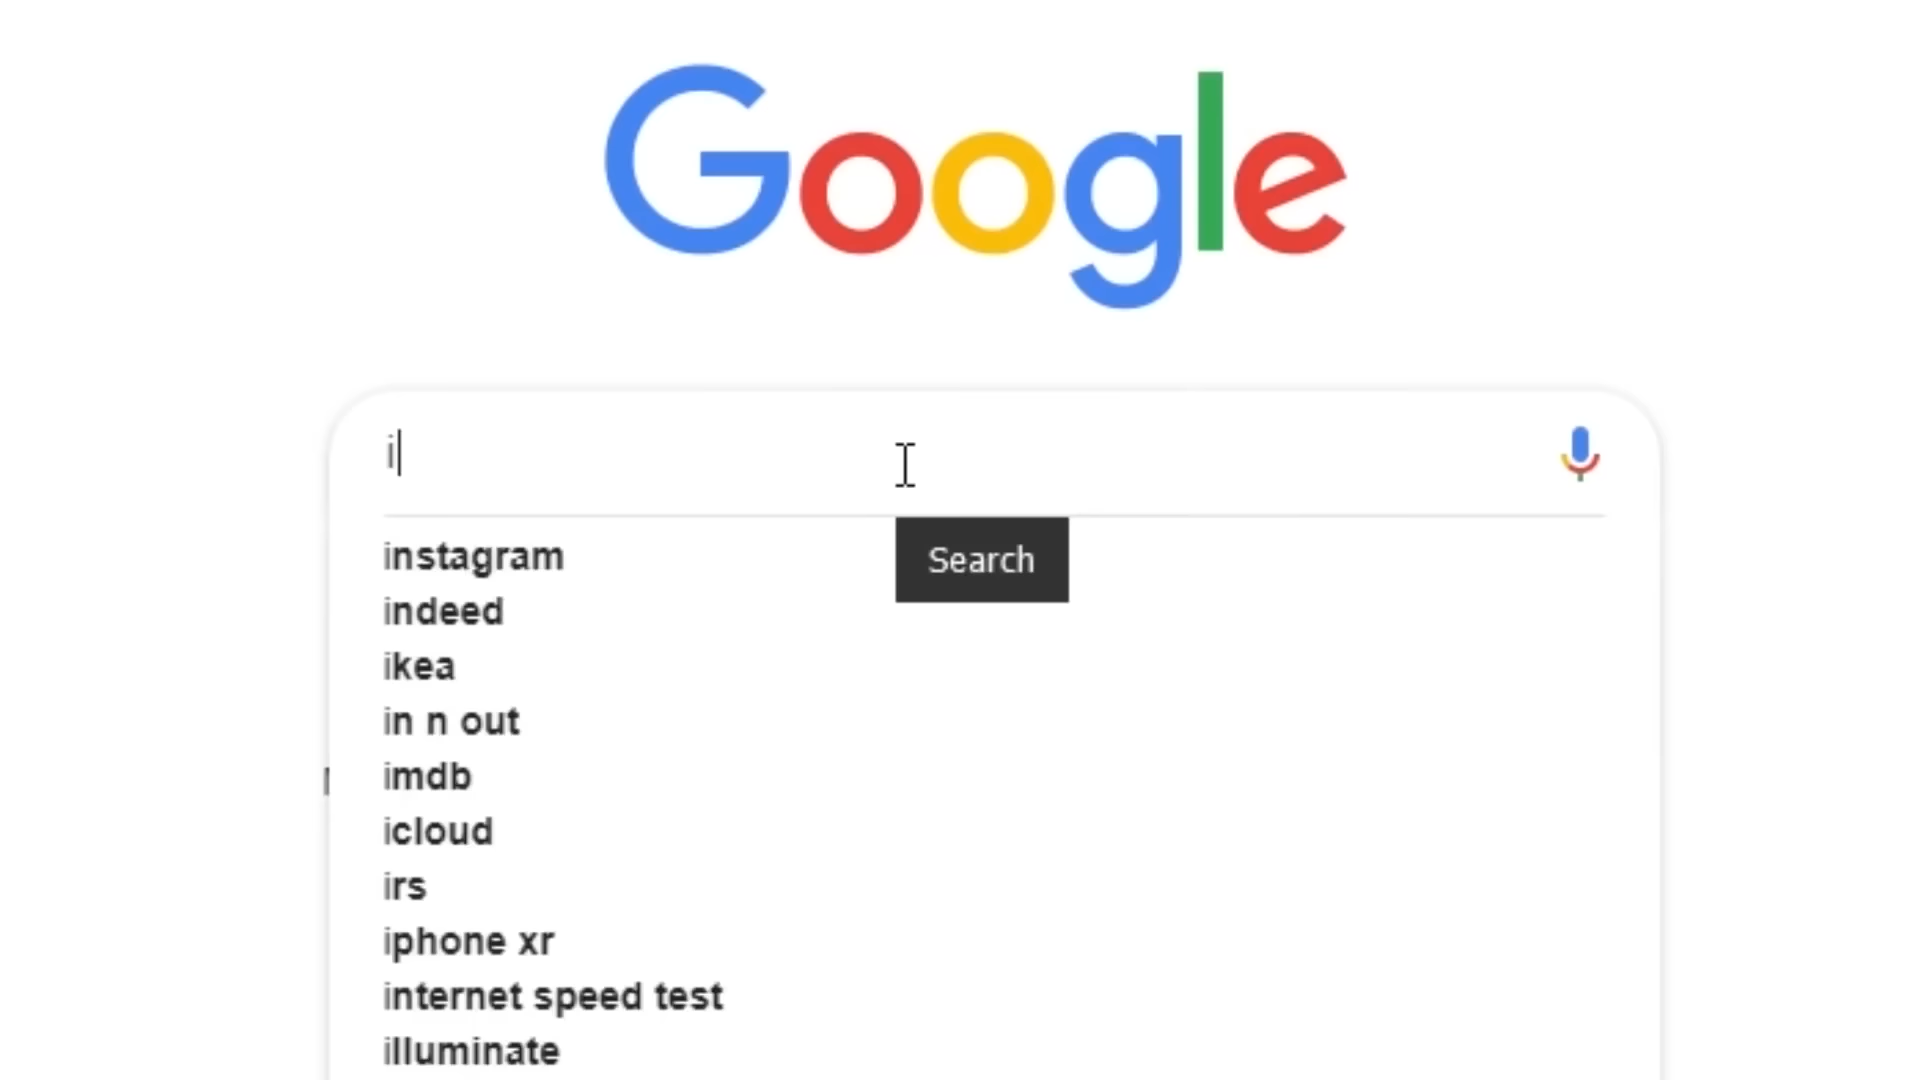 Google
i
Search
instagram
indeed
ikea
in n out
imdb
icloud
irs
iphone xr
internet speed test
illuminate